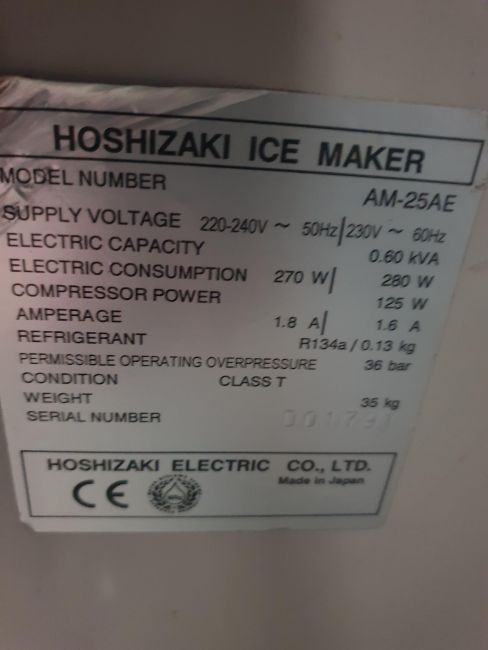 HOSHIZAKI ICE MAKER
MODEL NUMBER AM-25AE
SUPPLY VOLTAGE 220-240V ~ 50Hz 230V ~ 60Hz
ELECTRIC CAPACITY 0.60 kVA
ELECTRIC CONSUMPTION 270 W 280 W
COMPRESSOR POWER 125 W
AMPERAGE 1.8 A 1.6 A
REFRIGERANT R134a / 0.13 kg
PERMISSIBLE OPERATING OVERPRESSURE 36 bar
CONDITION CLASS T
WEIGHT 35 kg
SERIAL NUMBER
HOSHIZAKI ELECTRIC CO., LTD.
CE Made in Japan